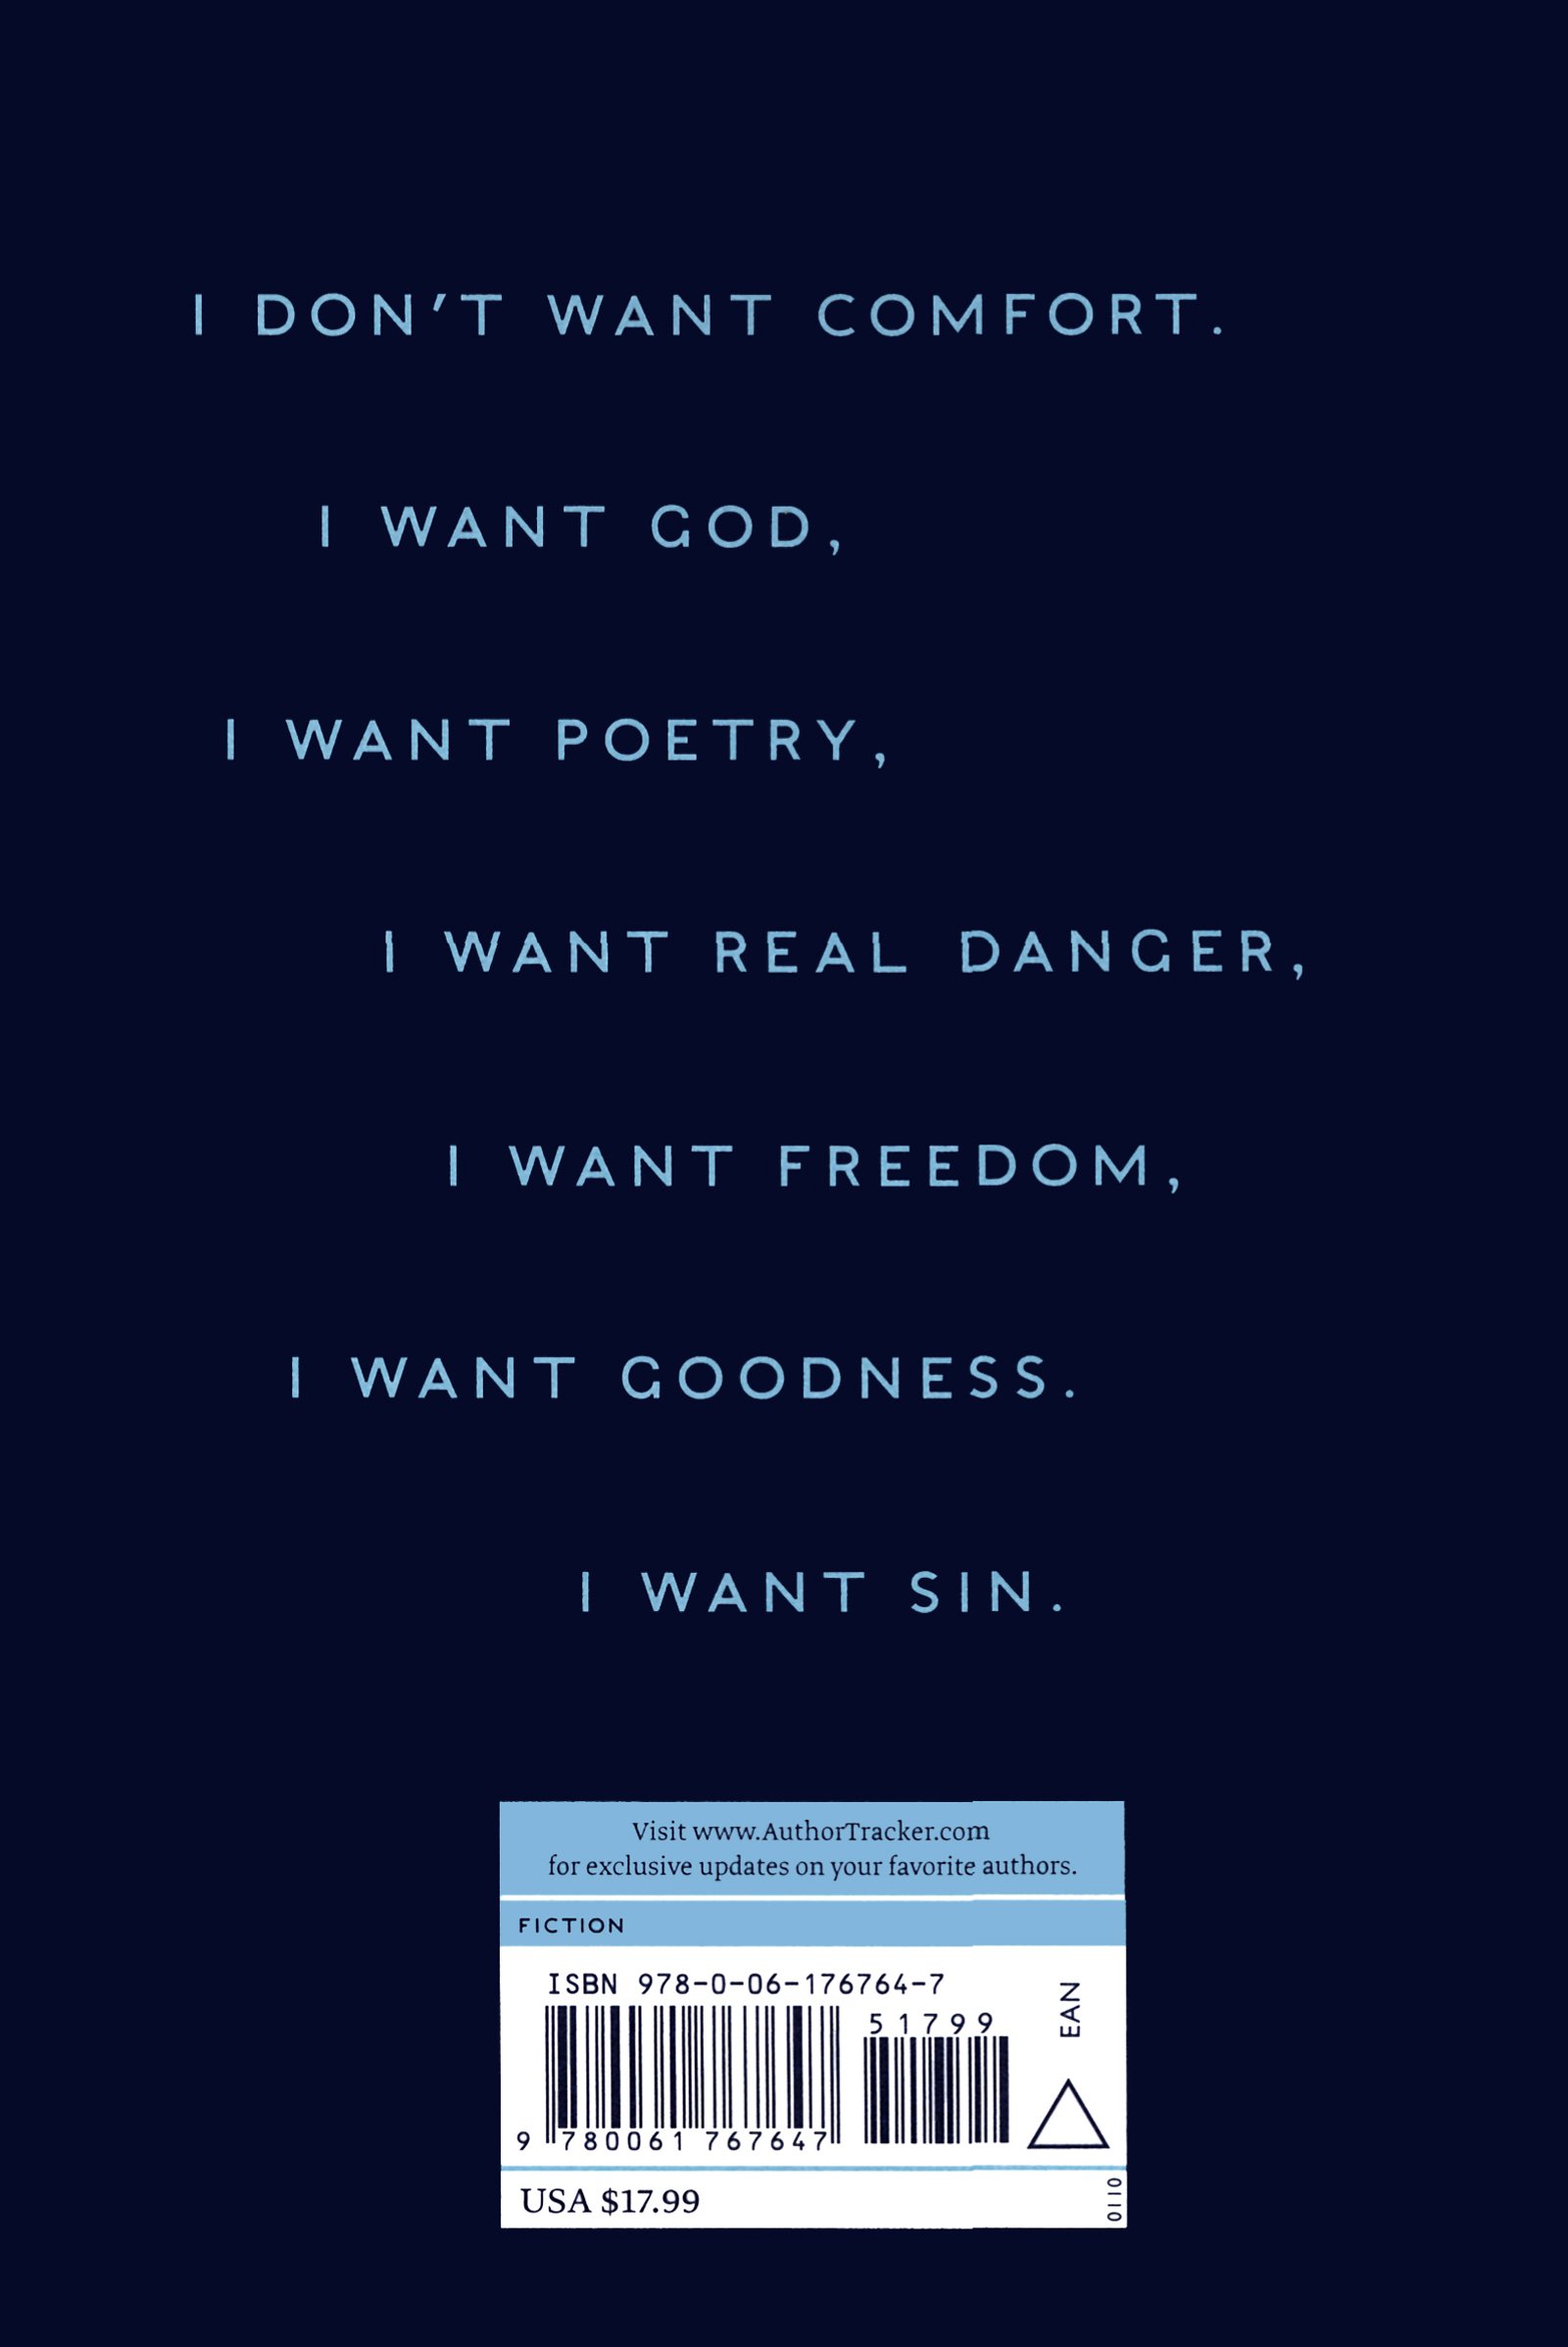 I DON'T WANT COMFORT.
I WANT GOD,
I WANT POETRY,
I WANT REAL DANGER,
I WANT FREEDOM,
I WANT GOODNESS.
I WANT SIN.
Visit www.AuthorTracker.com
for exclusive updates on your favorite authors.
FICTION
ISBN 978-0-06-176764-7
EAN
51799
9 780061 767647
USA $17.99
0110